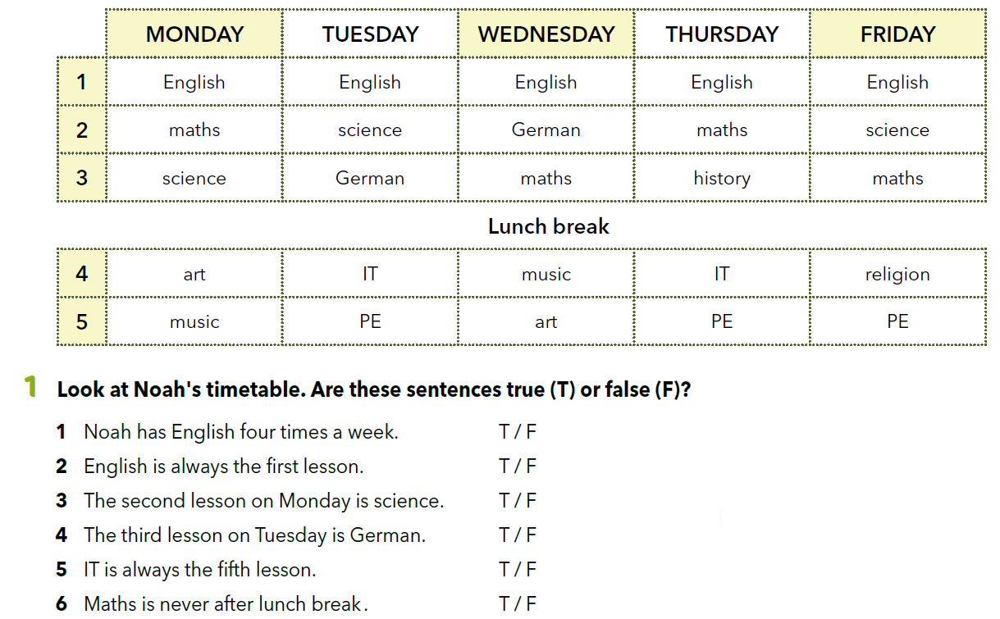 MONDAY TUESDAY WEDNESDAY THURSDAY FRIDAY
1 English English English English English
2 maths science German maths science
3 science German maths history maths
Lunch break
4 art IT music IT religion
5 music PE art PE PE
1 Look at Noah's timetable. Are these sentences true (T) or false (F)?
1 Noah has English four times a week. T / F
2 English is always the first lesson. T / F
3 The second lesson on Monday is science. T / F
4 The third lesson on Tuesday is German. T / F
5 IT is always the fifth lesson. T / F
6 Maths is never after lunch break. T / F